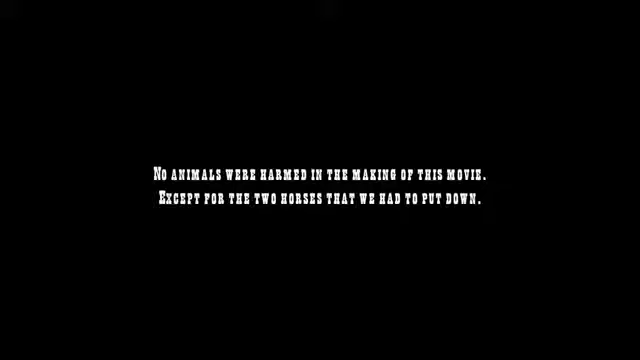 No animals were harmed in the making of this movie.
Except for the two horses that we had to put down.